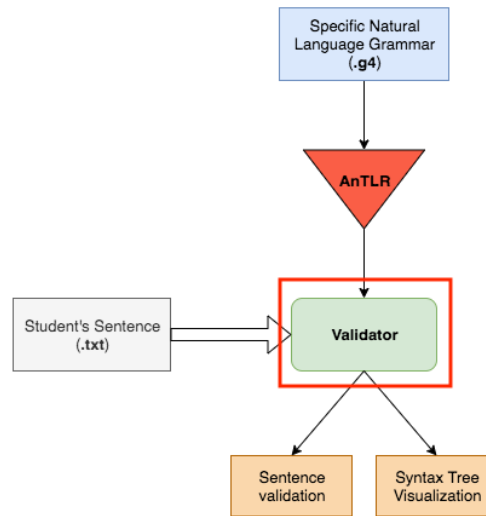 Specific Natural
Language Grammar
(.g4)
AnTLR
Student's Sentence
(.txt)
Validator
Sentence
validation
Syntax Tree
Visualization